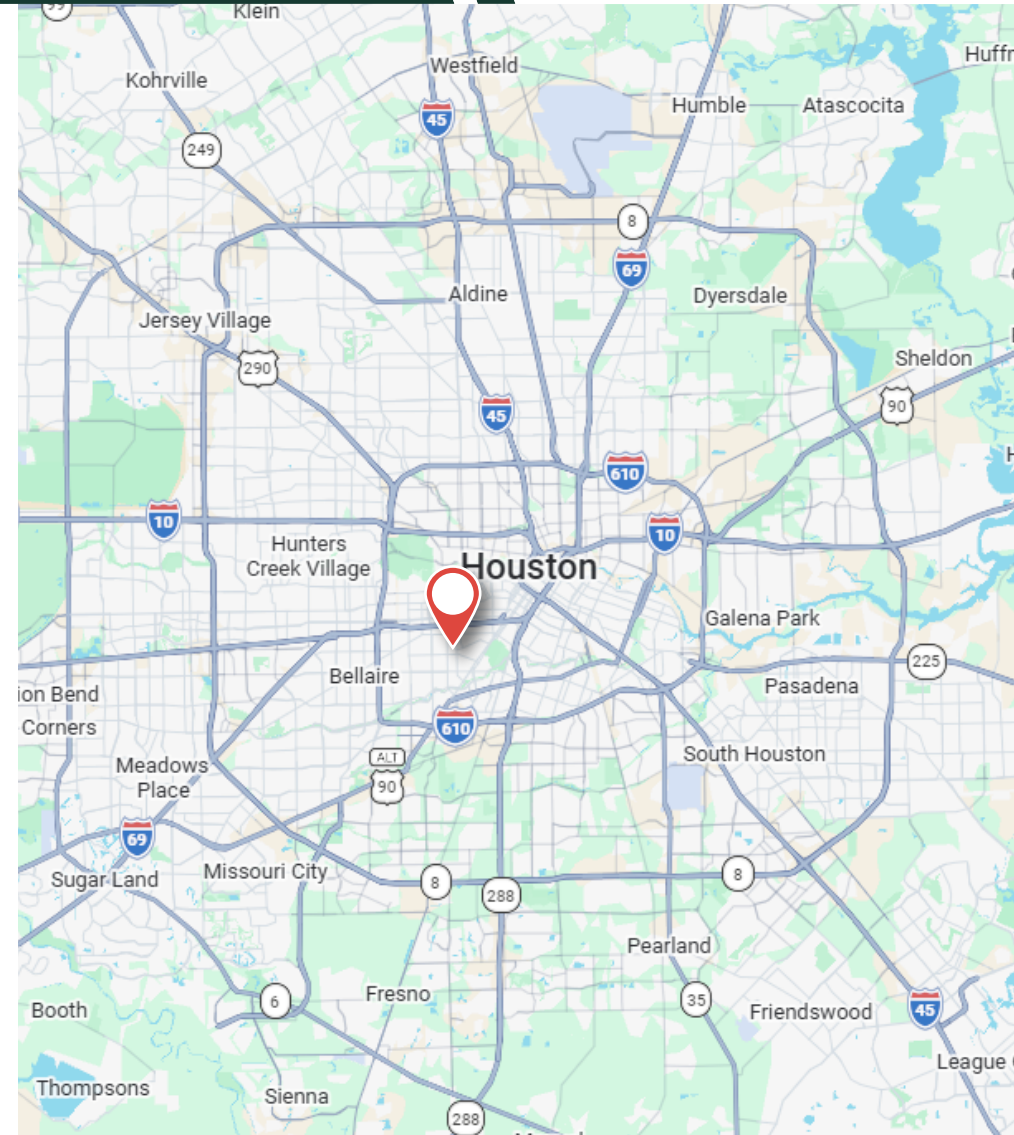 99
Klein
Westfield
Huffr
Kohrville
Humble
Atascocita
45
249
8
69
Aldine
Dyersdale
Jersey Village
290
Sheldon
90
45
610
10
10
Hunters
Creek Village
Houston
Galena Park
Bellaire
225
ion Bend
Corners
Pasadena
610
South Houston
ALT
90
Meadows
Place
69
Missouri City
Sugar Land
8
8
288
Pearland
Fresno
6
35
Booth
Friendswood
45
League
Thompsons
Sienna
288